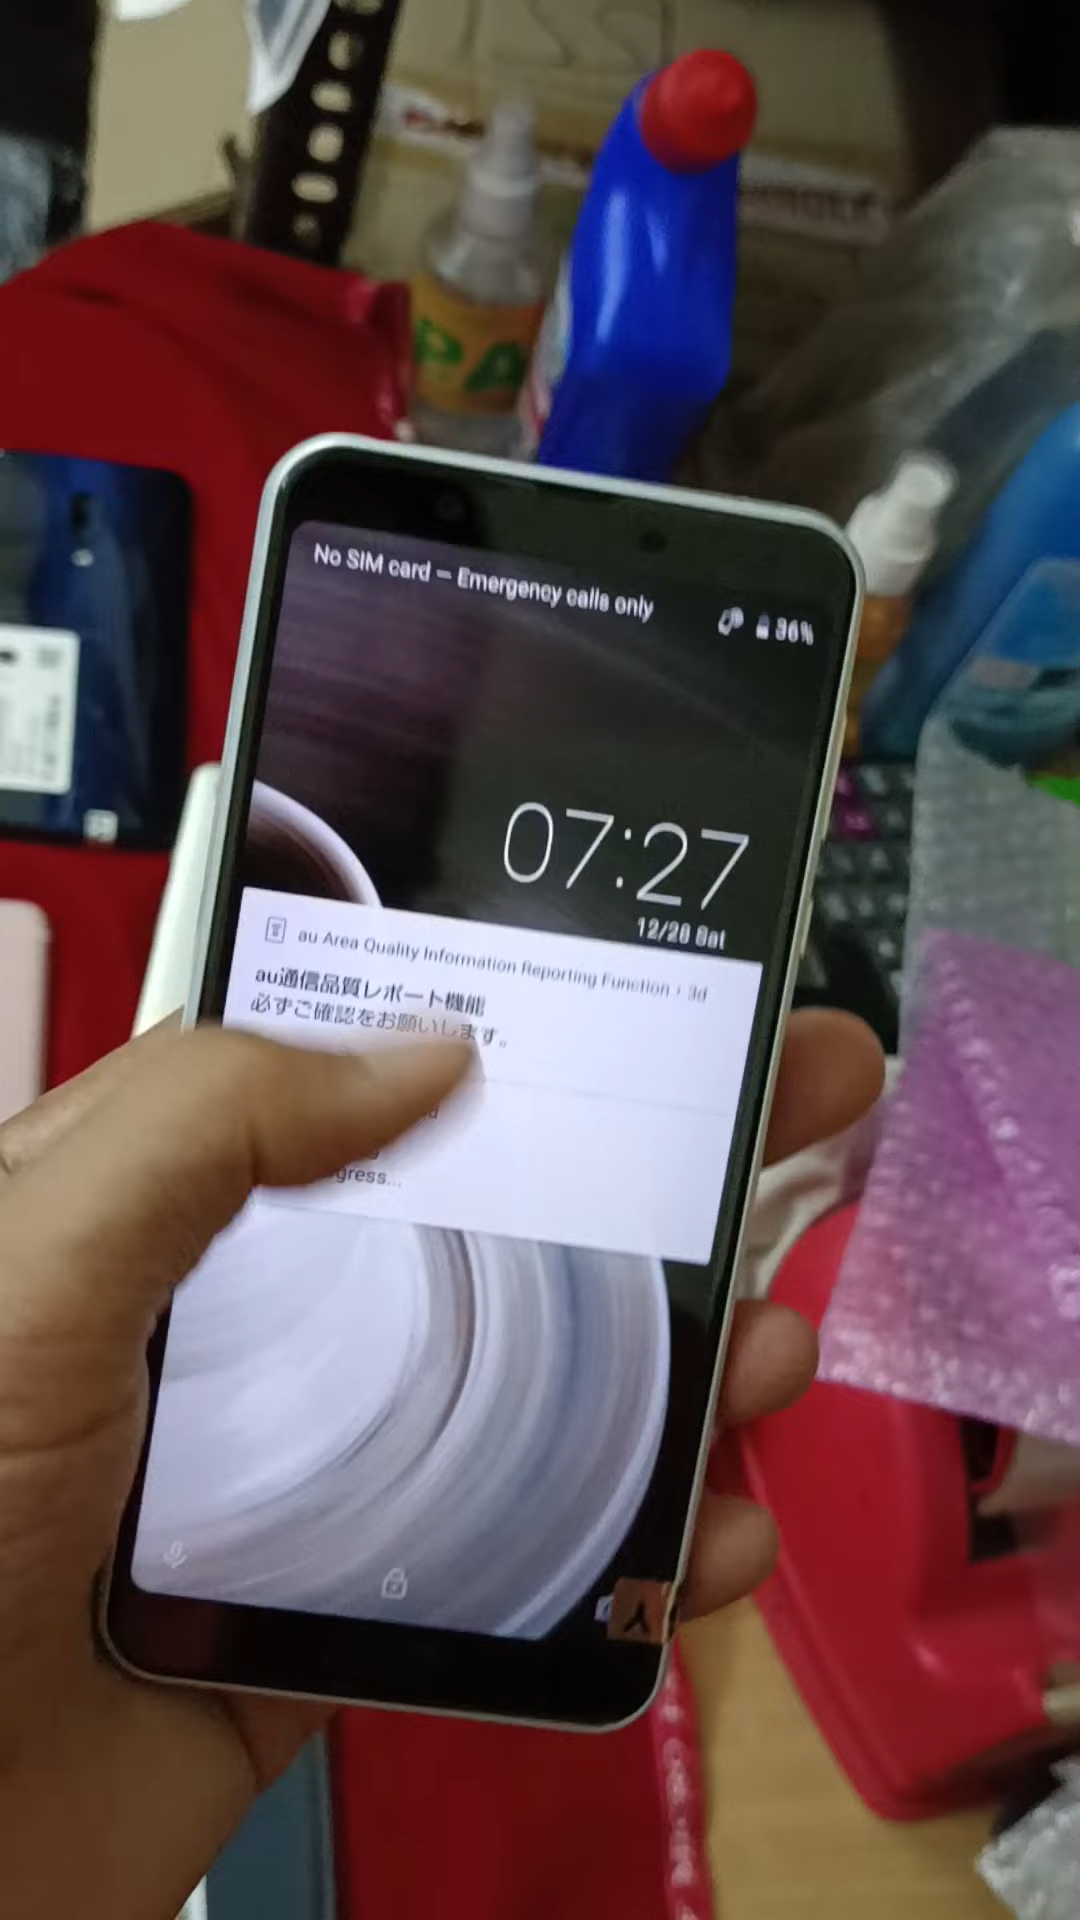 No SIM card — Emergency calls only
36%
07:27
12/28 Sat
au Area Quality Information Reporting Function · 3d
au通信品質レポート機能
必ずご確認をお願いします。
PA